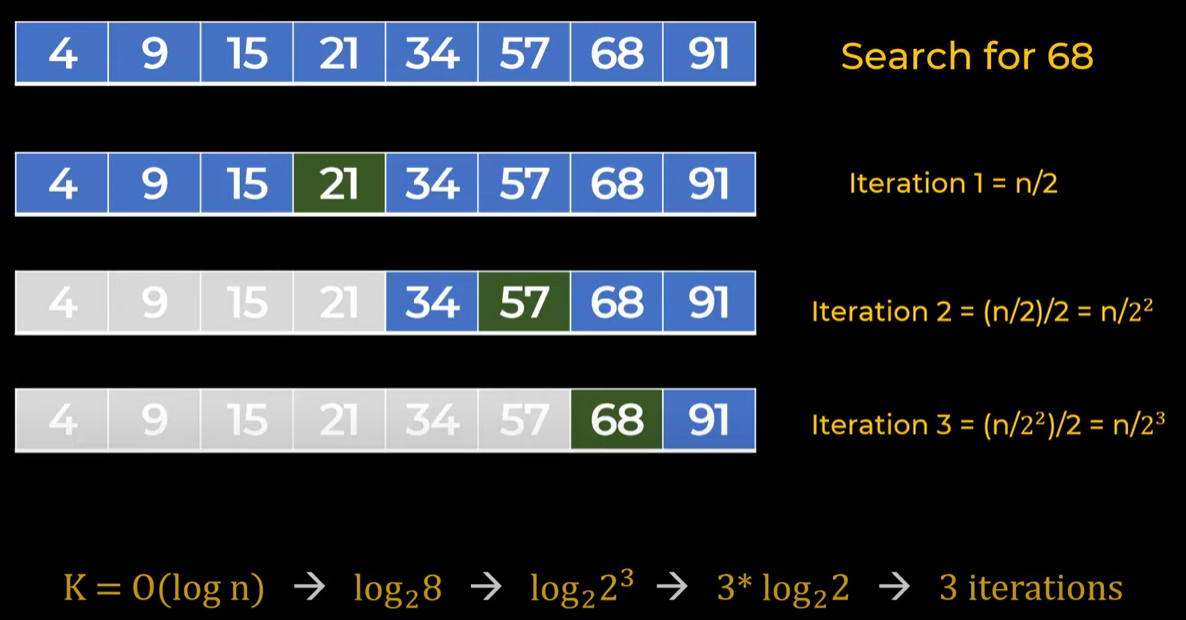 4 9 15 21 34 57 68 91 Search for 68
4 9 15 21 34 57 68 91 Iteration 1 = n/2
4 9 15 21 34 57 68 91 Iteration 2 = (n/2)/2 = n/2²
4 9 15 21 34 57 68 91 Iteration 3 = (n/2²)/2 = n/2³
K = O(log n) → log₂8 → log₂2³ → 3* log₂2 → 3 iterations